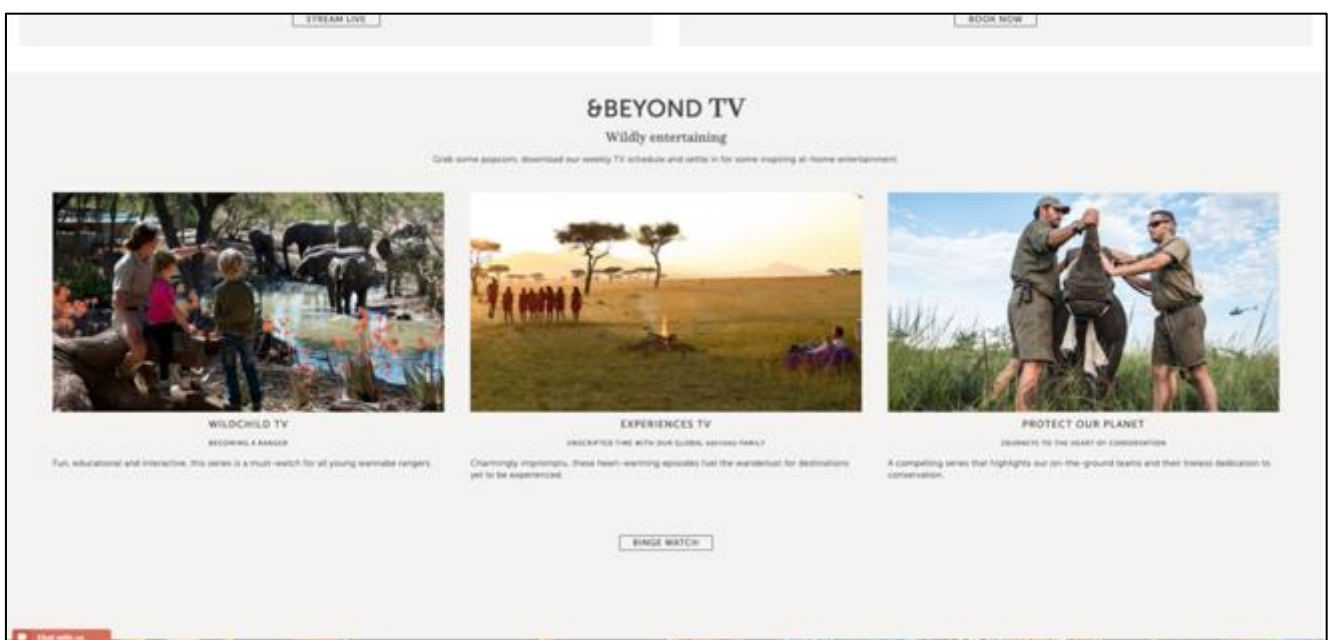 STREAM LIVE
BOOK NOW
&BEYOND TV
Wildly entertaining
Grab some popcorn, download our weekly TV schedule and settle in for some inspiring at-home entertainment.
WILDCHILD TV
BECOMING A RANGER
Fun, educational and interactive, this series is a must-watch for all young wannabe rangers.
EXPERIENCES TV
UNSCRIPTED TIME WITH OUR GLOBAL &BEYOND FAMILY
Charmingly impromptu, these heart-warming episodes fuel the wanderlust for destinations
yet to be experienced.
PROTECT OUR PLANET
JOURNEYS TO THE HEART OF CONSERVATION
A compelling series that highlights our on-the-ground teams and their tireless dedication to
conservation.
BINGE WATCH
Chat with us